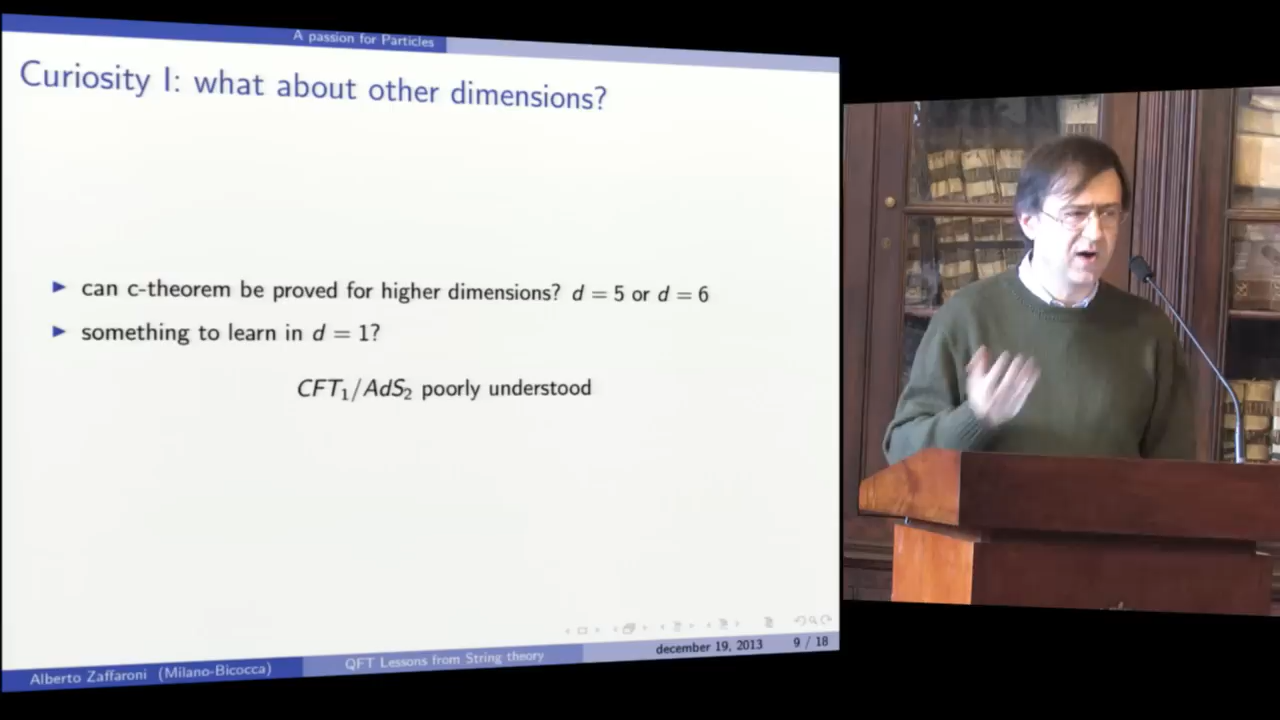 A passion for Particles
Curiosity I: what about other dimensions?
can c-theorem be proved for higher dimensions? d = 5 or d = 6
something to learn in d = 1?
CFT₁/AdS₂ poorly understood
december 19, 2013 9 / 18
Alberto Zaffaroni (Milano-Bicocca) QFT Lessons from String theory